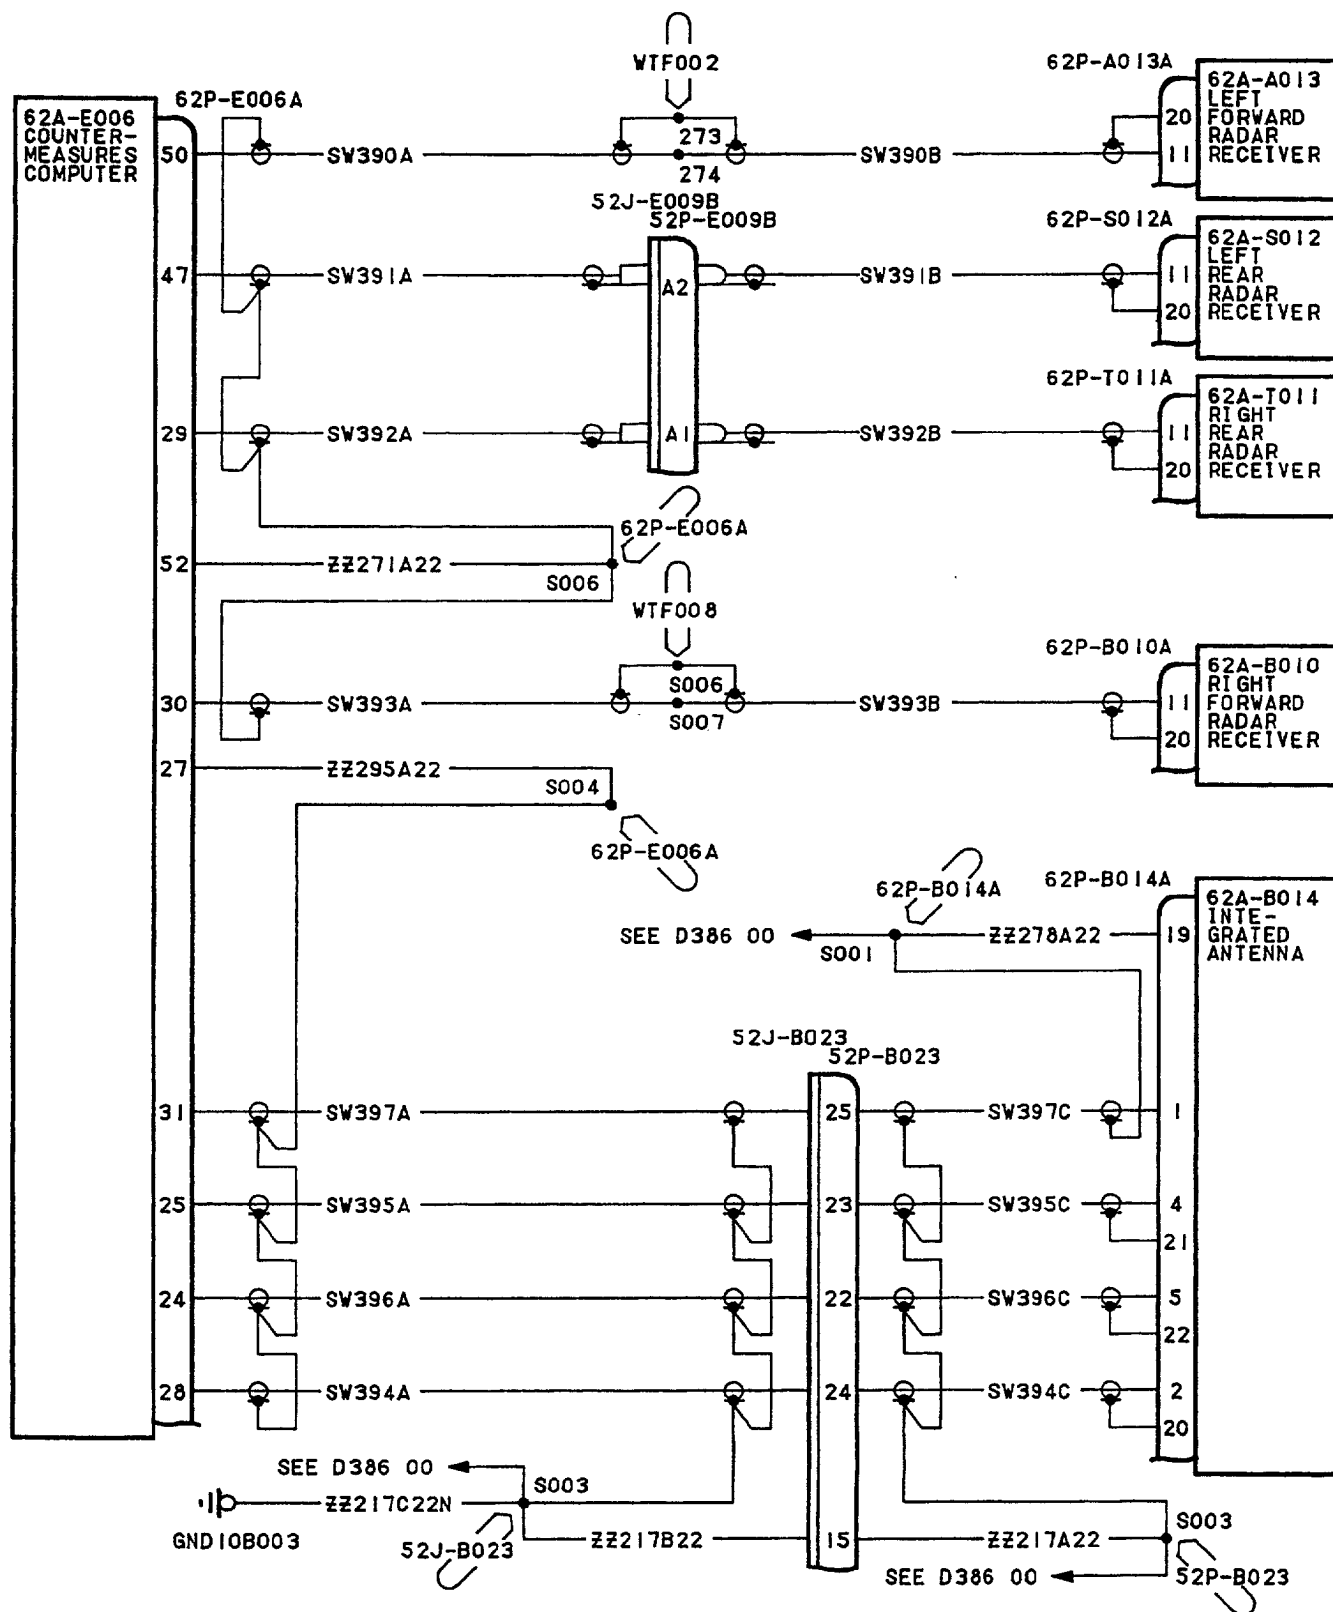 WTF002
62P-A013A
62A-A013
LEFT
FORWARD
RADAR
RECEIVER
20
11
62P-E006A
62A-E006
COUNTER-
MEASURES
COMPUTER
50
SW390A
273
274
SW390B
52J-E009B
52P-E009B
62P-S012A
62A-S012
LEFT
REAR
RADAR
RECEIVER
47
SW391A
A2
SW391B
11
20
62P-T011A
62A-T011
RIGHT
REAR
RADAR
RECEIVER
29
SW392A
A1
SW392B
11
20
62P-E006A
52
ZZ271A22
S006
WTF008
62P-B010A
62A-B010
RIGHT
FORWARD
RADAR
RECEIVER
30
SW393A
S006
S007
SW393B
11
20
27
ZZ295A22
S004
62P-E006A
62P-B014A
62P-B014A
62A-B014
INTE-
GRATED
ANTENNA
SEE D386 00
S001
ZZ278A22
19
52J-B023
52P-B023
31
SW397A
25
SW397C
1
25
SW395A
23
SW395C
4
21
24
SW396A
22
SW396C
5
22
28
SW394A
24
SW394C
2
20
SEE D386 00
S003
ZZ217C22N
GND10B003
52J-B023
ZZ217B22
15
ZZ217A22
S003
SEE D386 00
52P-B023